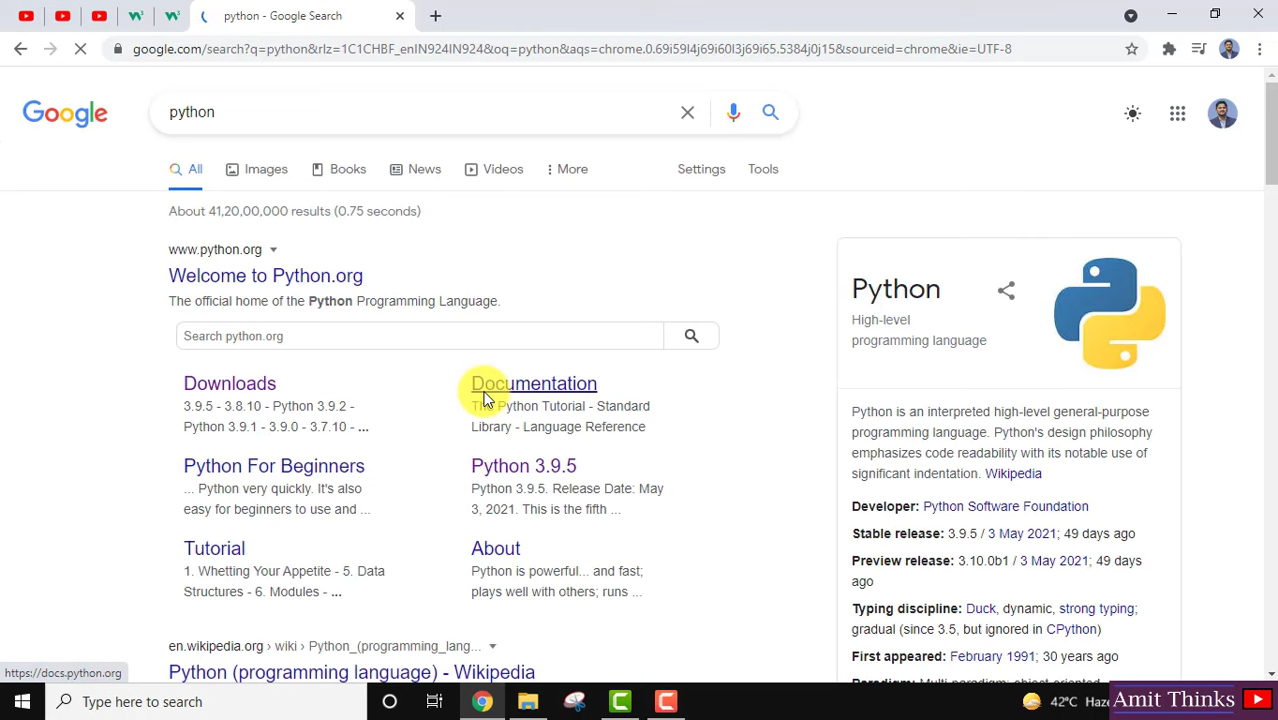 python - Google Search
google.com/search?q=python&rlz=1C1CHBF_enIN924IN924&oq=python&aqs=chrome.0.69i59l4j69i60l3j69i65.5384j0j15&sourceid=chrome&ie=UTF-8
Google
python
All Images Books News Videos More Settings Tools
About 41,20,00,000 results (0.75 seconds)
www.python.org
Welcome to Python.org
The official home of the Python Programming Language.
Search python.org
Downloads
3.9.5 - 3.8.10 - Python 3.9.2 -
Python 3.9.1 - 3.9.0 - 3.7.10 - ...
Documentation
The Python Tutorial - Standard
Library - Language Reference
Python For Beginners
... Python very quickly. It's also
easy for beginners to use and ...
Python 3.9.5
Python 3.9.5. Release Date: May
3, 2021. This is the fifth ...
Tutorial
1. Whetting Your Appetite - 5. Data
Structures - 6. Modules - ...
About
Python is powerful... and fast;
plays well with others; runs ...
en.wikipedia.org › wiki › Python_(programming_lang...
Python (programming language) - Wikipedia
Python
High-level
programming language
Python is an interpreted high-level general-purpose
programming language. Python's design philosophy
emphasizes code readability with its notable use of
significant indentation. Wikipedia
Developer: Python Software Foundation
Stable release: 3.9.5 / 3 May 2021; 49 days ago
Preview release: 3.10.0b1 / 3 May 2021; 49 days
ago
Typing discipline: Duck, dynamic, strong typing;
gradual (since 3.5, but ignored in CPython)
First appeared: February 1991; 30 years ago
https://docs.python.org
Type here to search
42°C Haze
Amit Thinks